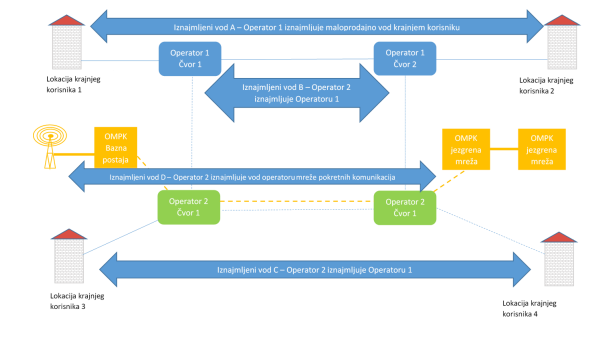 Iznajmljeni vod A – Operator 1 iznajmljuje maloprodajno vod krajnjem korisniku
Operator 1
Čvor 1
Operator 1
Čvor 2
Lokacija krajnjeg
korisnika 1
Lokacija krajnjeg
korisnika 2
Iznajmljeni vod B – Operator 2
iznajmljuje Operatoru 1
OMPK
Bazna
postaja
OMPK
jezgrena
mreža
OMPK
jezgrena
mreža
Iznajmljeni vod D – Operator 2 iznajmljuje vod operatoru mreže pokretnih komunikacija
Operator 2
Čvor 1
Operator 2
Čvor 1
Iznajmljeni vod C – Operator 2 iznajmljuje Operatoru 1
Lokacija krajnjeg
korisnika 3
Lokacija krajnjeg
korisnika 4